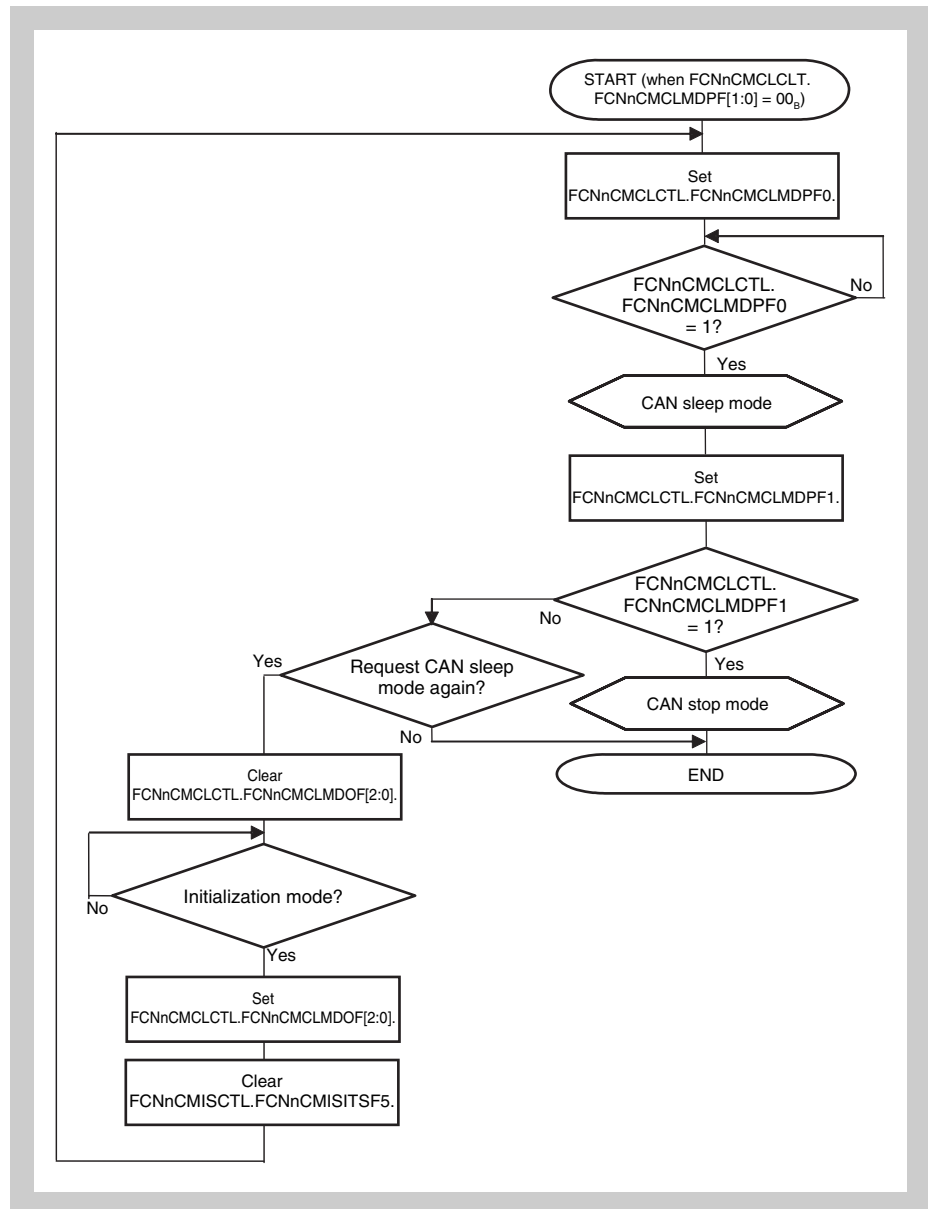 START (when FCNnCMCLCLT.
FCNnCMCLMDPF[1:0] = 00B)
Set
FCNnCMCLCTL.FCNnCMCLMDPF0.
FCNnCMCLCTL.
FCNnCMCLMDPF0
= 1?
No
Yes
CAN sleep mode
Set
FCNnCMCLCTL.FCNnCMCLMDPF1.
FCNnCMCLCTL.
FCNnCMCLMDPF1
= 1?
No
Yes
CAN stop mode
Request CAN sleep
mode again?
Yes
No
END
Clear
FCNnCMCLCTL.FCNnCMCLMDOF[2:0].
Initialization mode?
No
Yes
Set
FCNnCMCLCTL.FCNnCMCLMDOF[2:0].
Clear
FCNnCMISCTL.FCNnCMISITSF5.